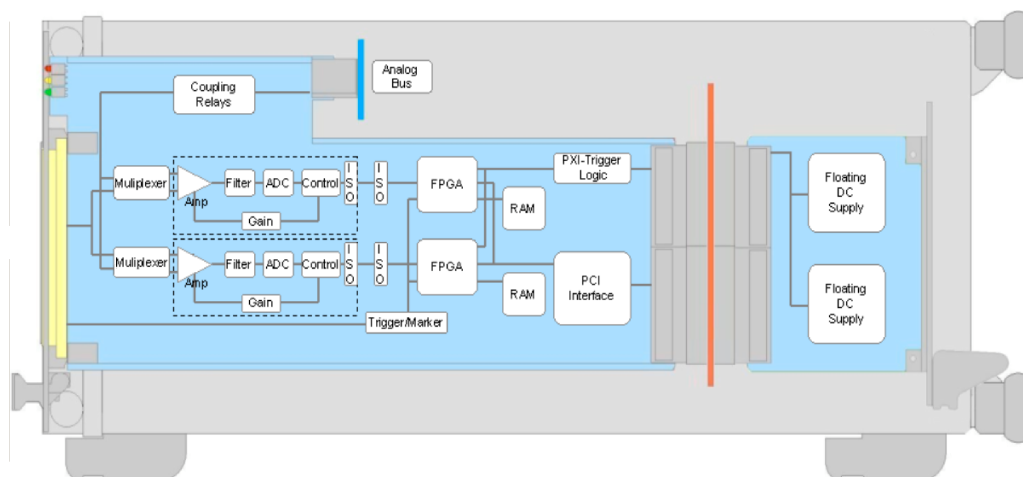 Analog
Bus
Coupling
Relays
PXI-Trigger
Logic
Muliplexer
Amp
Filter
ADC
Control
I
S
O
I
S
O
FPGA
RAM
Gain
Floating
DC
Supply
Muliplexer
Amp
Filter
ADC
Control
I
S
O
I
S
O
FPGA
RAM
Gain
PCI
Interface
Floating
DC
Supply
Trigger/Marker